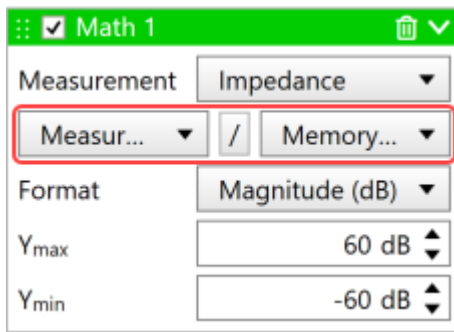 Math 1
Measurement Impedance
Measur... / Memory...
Format Magnitude (dB)
Ymax 60 dB
Ymin -60 dB